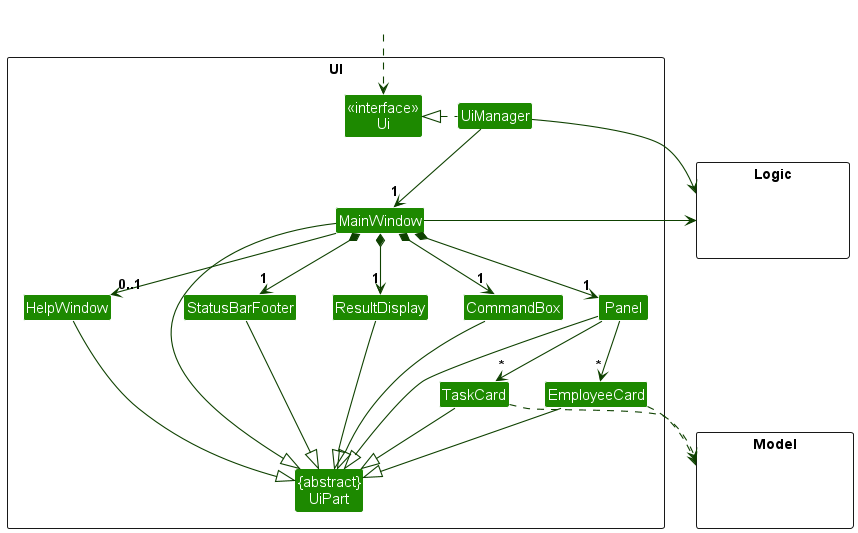 UI
«interface»
Ui
UiManager
Logic
1
MainWindow
0..1
1
1
1
1
HelpWindow
StatusBarFooter
ResultDisplay
CommandBox
Panel
*
*
TaskCard
EmployeeCard
Model
{abstract}
UiPart